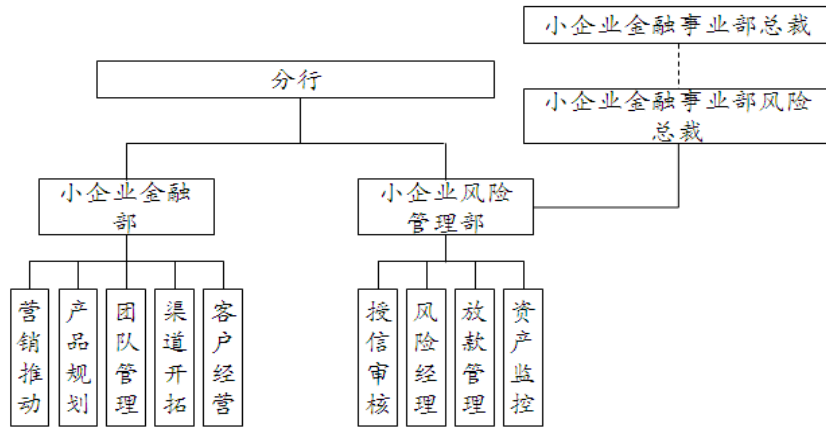 小企业金融事业部总裁
分行
小企业金融事业部风险
总裁
小企业金融
部
小企业风险
管理部
营销推动
产品规划
团队管理
渠道开拓
客户经营
授信审核
风险经理
放款管理
资产监控